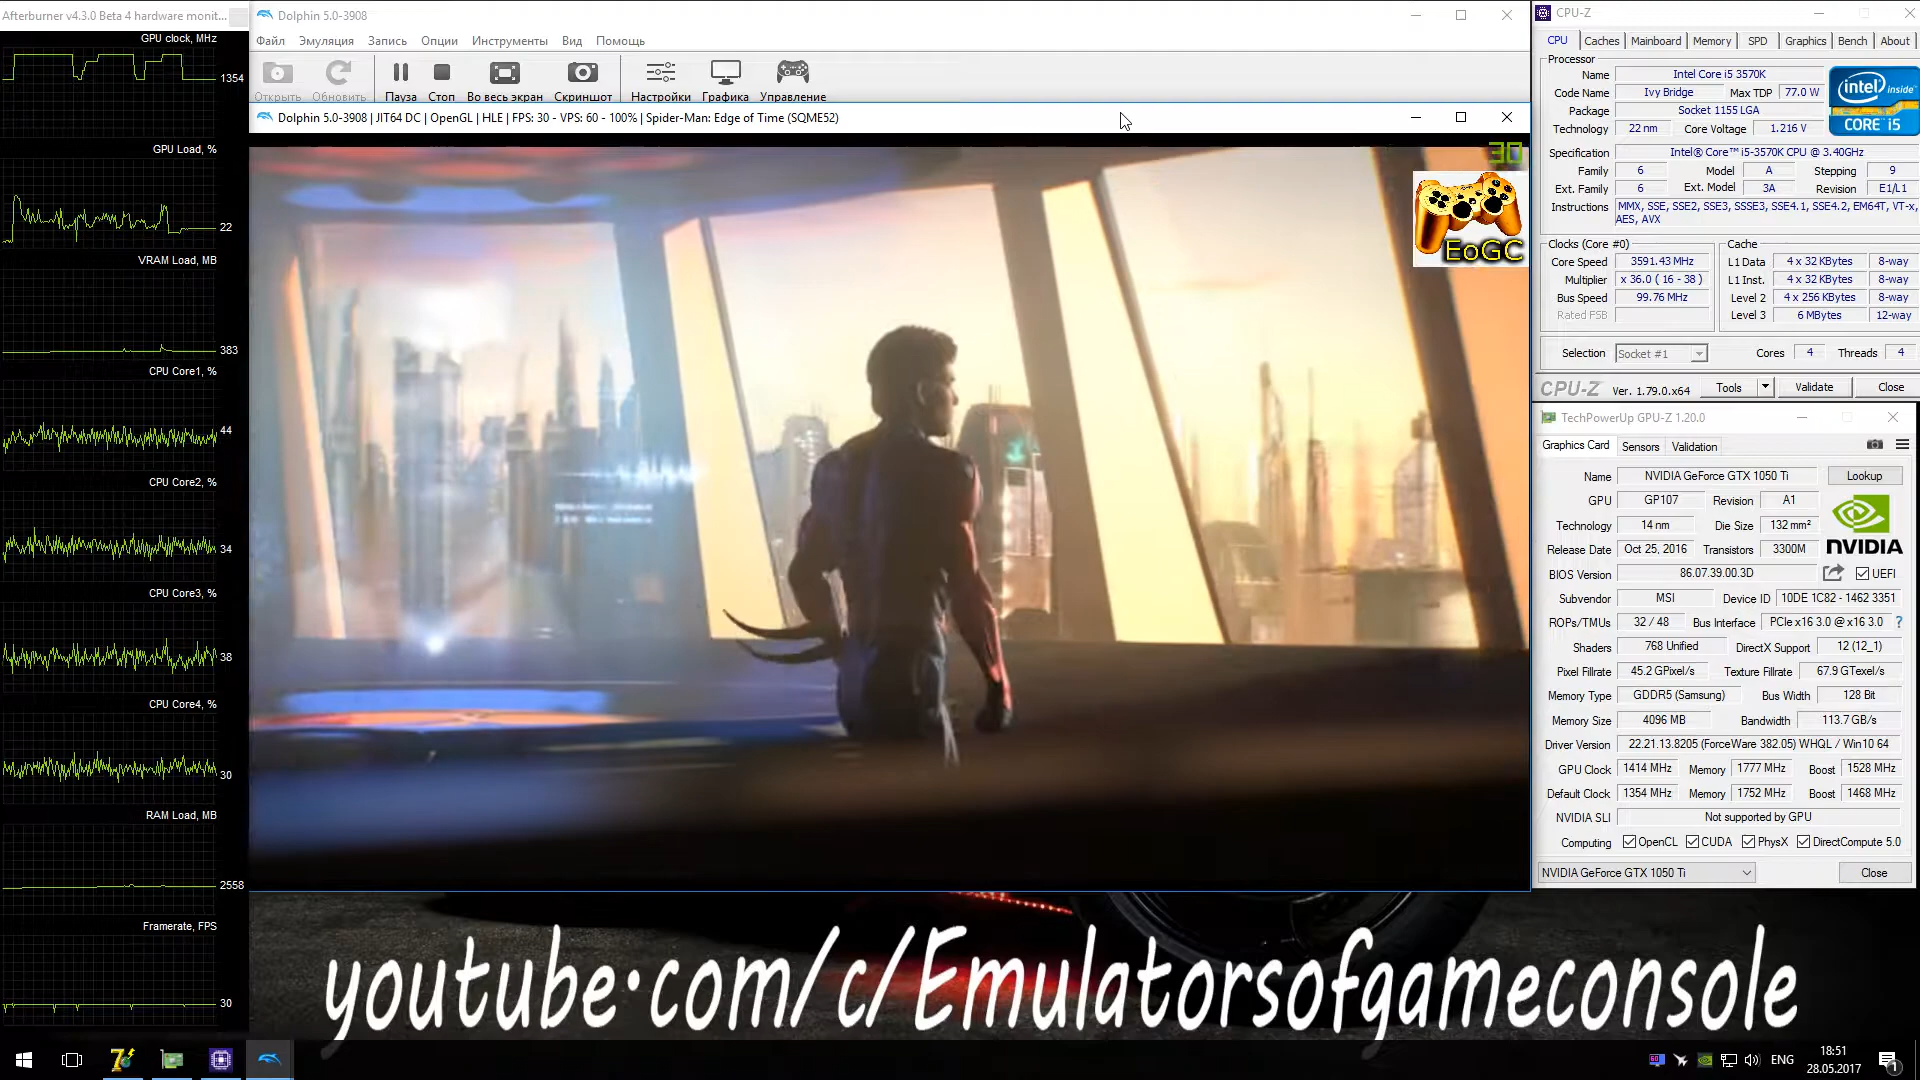 Afterburner v4.3.0 Beta 4 hardware monit...
GPU clock, MHz
1354
GPU Load, %
22
VRAM Load, MB
383
CPU Core1, %
44
CPU Core2, %
34
CPU Core3, %
38
CPU Core4, %
30
RAM Load, MB
2558
Framerate, FPS
30
Dolphin 5.0-3908
Файл Эмуляция Запись Опции Инструменты Вид Помощь
Открыть Обновить Пауза Стоп Во весь экран Скриншот Настройки Графика Управление
Dolphin 5.0-3908 | JIT64 DC | OpenGL | HLE | FPS: 30 - VPS: 60 - 100% | Spider-Man: Edge of Time (SQME52)
30
EoGC
CPU-Z
CPU Caches Mainboard Memory SPD Graphics Bench About
Processor
Name Intel Core i5 3570K
Code Name Ivy Bridge Max TDP 77.0 W
Package Socket 1155 LGA
Technology 22 nm Core Voltage 1.216 V
intel inside
CORE i5
Specification Intel® Core™ i5-3570K CPU @ 3.40GHz
Family 6 Model A Stepping 9
Ext. Family 6 Ext. Model 3A Revision E1/L1
Instructions MMX, SSE, SSE2, SSE3, SSSE3, SSE4.1, SSE4.2, EM64T, VT-x,
AES, AVX
Clocks (Core #0) Cache
Core Speed 3591.43 MHz L1 Data 4 x 32 KBytes 8-way
Multiplier x 36.0 ( 16 - 38 ) L1 Inst. 4 x 32 KBytes 8-way
Bus Speed 99.76 MHz Level 2 4 x 256 KBytes 8-way
Rated FSB Level 3 6 MBytes 12-way
Selection Socket #1 Cores 4 Threads 4
CPU-Z Ver. 1.79.0.x64 Tools Validate Close
TechPowerUp GPU-Z 1.20.0
Graphics Card Sensors Validation
Name NVIDIA GeForce GTX 1050 Ti Lookup
GPU GP107 Revision A1
Technology 14 nm Die Size 132 mm²
Release Date Oct 25, 2016 Transistors 3300M
NVIDIA
BIOS Version 86.07.39.00.3D UEFI
Subvendor MSI Device ID 10DE 1C82 - 1462 3351
ROPs/TMUs 32 / 48 Bus Interface PCIe x16 3.0 @ x16 3.0 ?
Shaders 768 Unified DirectX Support 12 (12_1)
Pixel Fillrate 45.2 GPixel/s Texture Fillrate 67.9 GTexel/s
Memory Type GDDR5 (Samsung) Bus Width 128 Bit
Memory Size 4096 MB Bandwidth 113.7 GB/s
Driver Version 22.21.13.8205 (ForceWare 382.05) WHQL / Win10 64
GPU Clock 1414 MHz Memory 1777 MHz Boost 1528 MHz
Default Clock 1354 MHz Memory 1752 MHz Boost 1468 MHz
NVIDIA SLI Not supported by GPU
Computing OpenCL CUDA PhysX DirectCompute 5.0
NVIDIA GeForce GTX 1050 Ti Close
youtube.com/c/Emulatorsofgameconsole
ENG
18:51
28.05.2017
1